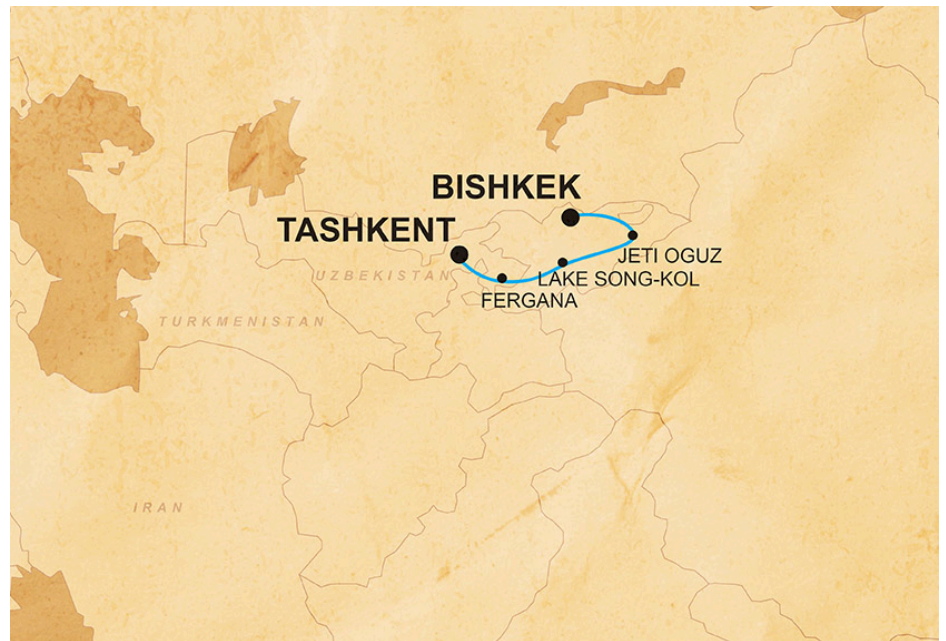 BISHKEK
TASHKENT
JETI OGUZ
UZBEKISTAN
LAKE SONG-KOL
FERGANA
TURKMENISTAN
IRAN